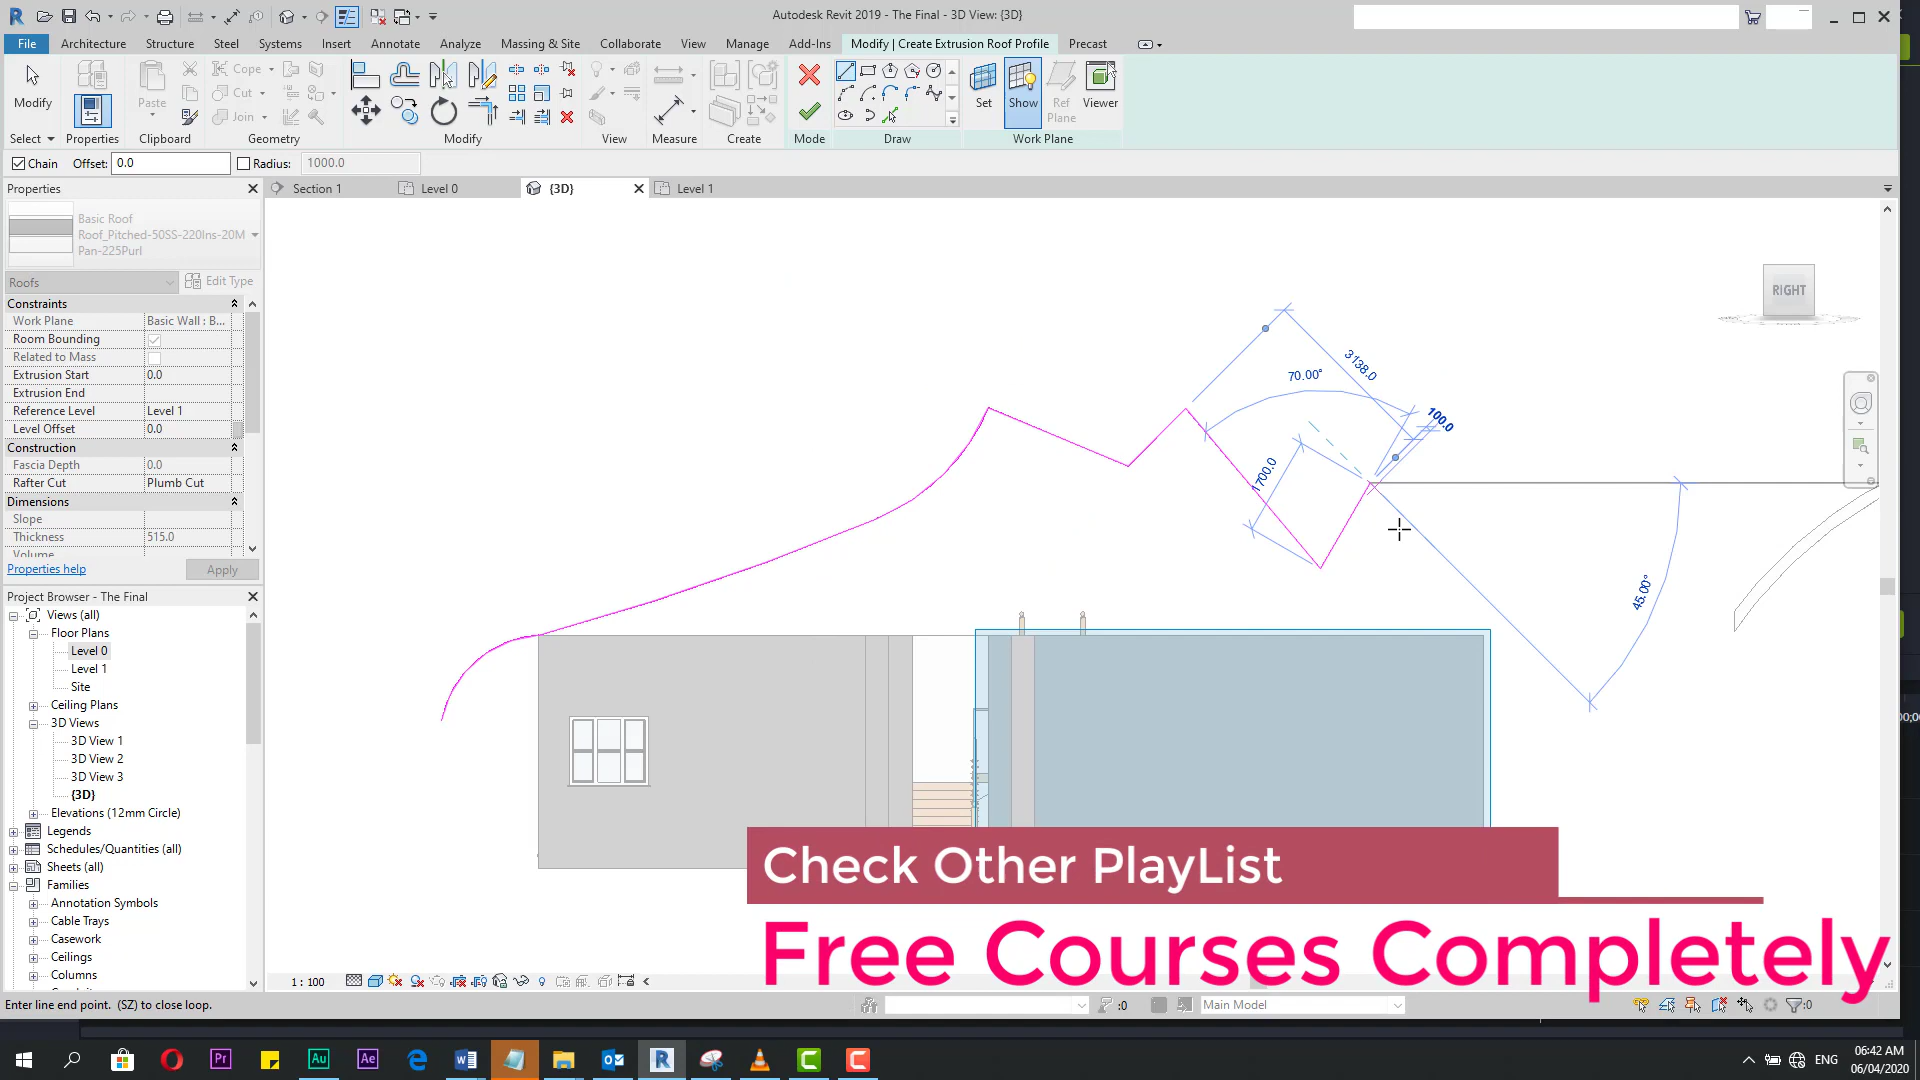 Autodesk Revit 2019 - The Final - 3D View: {3D}
File Architecture Structure Steel Systems Insert Annotate Analyze Massing & Site Collaborate View Manage Add-Ins Modify | Create Extrusion Roof Profile Precast
Modify Paste Cope Cut Join Set Show Ref Plane Viewer
Select Properties Clipboard Geometry Modify View Measure Create Mode Draw Work Plane
Chain Offset: 0.0 Radius: 1000.0
Properties
Section 1 Level 0 {3D} Level 1
Basic Roof
Roof_Pitched-50SS-220Ins-20M
Pan-225Purl
Roofs Edit Type
Constraints
Work Plane Basic Wall : B...
Room Bounding
Related to Mass
Extrusion Start 0.0
Extrusion End
Reference Level Level 1
Level Offset 0.0
Construction
Fascia Depth 0.0
Rafter Cut Plumb Cut
Dimensions
Slope
Thickness 515.0
Volume
Properties help Apply
Project Browser - The Final
Views (all)
Floor Plans
Level 0
Level 1
Site
Ceiling Plans
3D Views
3D View 1
3D View 2
3D View 3
{3D}
Elevations (12mm Circle)
Legends
Schedules/Quantities (all)
Sheets (all)
Families
Annotation Symbols
Cable Trays
Casework
Ceilings
Columns
RIGHT
3138.0
70.00°
100.0
1700.0
45.00°
Check Other PlayList
Free Courses Completely
1 : 100
Enter line end point. (SZ) to close loop.
:0 Main Model :0
ENG
06:42 AM
06/04/2020